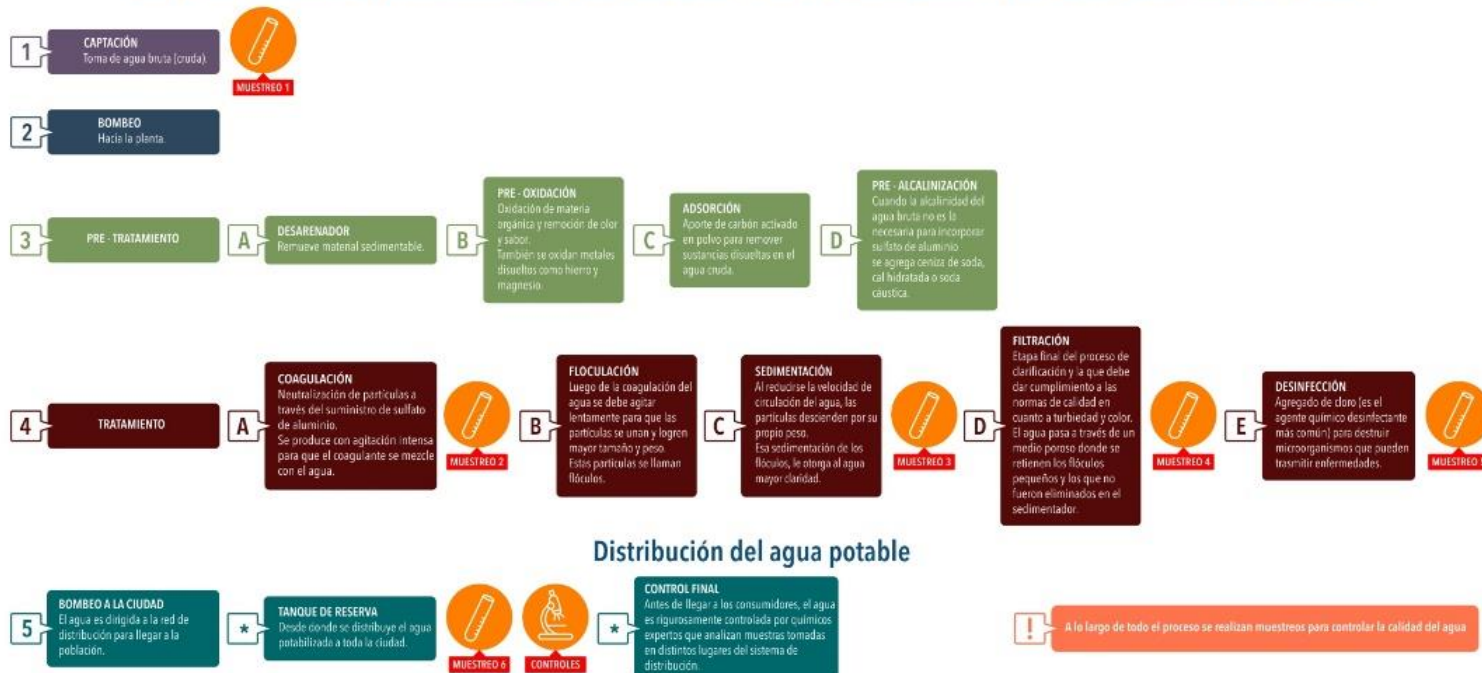 1
CAPTACIÓN
Toma de agua bruta (cruda).
MUESTREO 1
2
BOMBEO
Hacia la planta.
3
PRE - TRATAMIENTO
A
DESARENADOR
Remueve material sedimentable.
B
PRE - OXIDACIÓN
Oxidación de materia
orgánica y remoción de olor
y sabor.
También se oxidan metales
disueltos como hierro y
magnesio.
C
ADSORCIÓN
Aporte de carbón activado
en polvo para remover
sustancias disueltas en el
agua cruda.
D
PRE - ALCALINIZACIÓN
Cuando la alcalinidad del
agua bruta no es la
necesaria para incorporar
sulfato de aluminio
se agrega ceniza de soda,
cal hidratada o soda
cáustica.
4
TRATAMIENTO
A
COAGULACIÓN
Neutralización de partículas a
través del suministro de sulfato
de aluminio.
Se produce con agitación intensa
para que el coagulante se mezcle
con el agua.
MUESTREO 2
B
FLOCULACIÓN
Luego de la coagulación del
agua se debe agitar
lentamente para que las
partículas se unan y logren
mayor tamaño y peso.
Estas partículas se llaman
flóculos.
C
SEDIMENTACIÓN
Al reducirse la velocidad de
circulación del agua, las
partículas descienden por su
propio peso.
Esa sedimentación de los
flóculos, le otorga al agua
mayor claridad.
MUESTREO 3
D
FILTRACIÓN
Etapa final del proceso de
clarificación y la que debe
dar cumplimiento a las
normas de calidad en
cuanto a turbiedad y color.
El agua pasa a través de un
medio poroso donde se
retienen los flóculos
pequeños y los que no
fueron eliminados en el
sedimentador.
MUESTREO 4
E
DESINFECCIÓN
Agregado de cloro (es el
agente químico desinfectante
más común) para destruir
microorganismos que pueden
trasmitir enfermedades.
MUESTREO 5
Distribución del agua potable
5
BOMBEO A LA CIUDAD
El agua es dirigida a la red de
distribución para llegar a la
población.
*
TANQUE DE RESERVA
Desde donde se distribuye el agua
potabilizada a toda la ciudad.
MUESTREO 6
CONTROLES
*
CONTROL FINAL
Antes de llegar a los consumidores, el agua
es rigurosamente controlada por químicos
expertos que analizan muestras tomadas
en distintos lugares del sistema de
distribución.
!
A lo largo de todo el proceso se realizan muestreos para controlar la calidad del agua